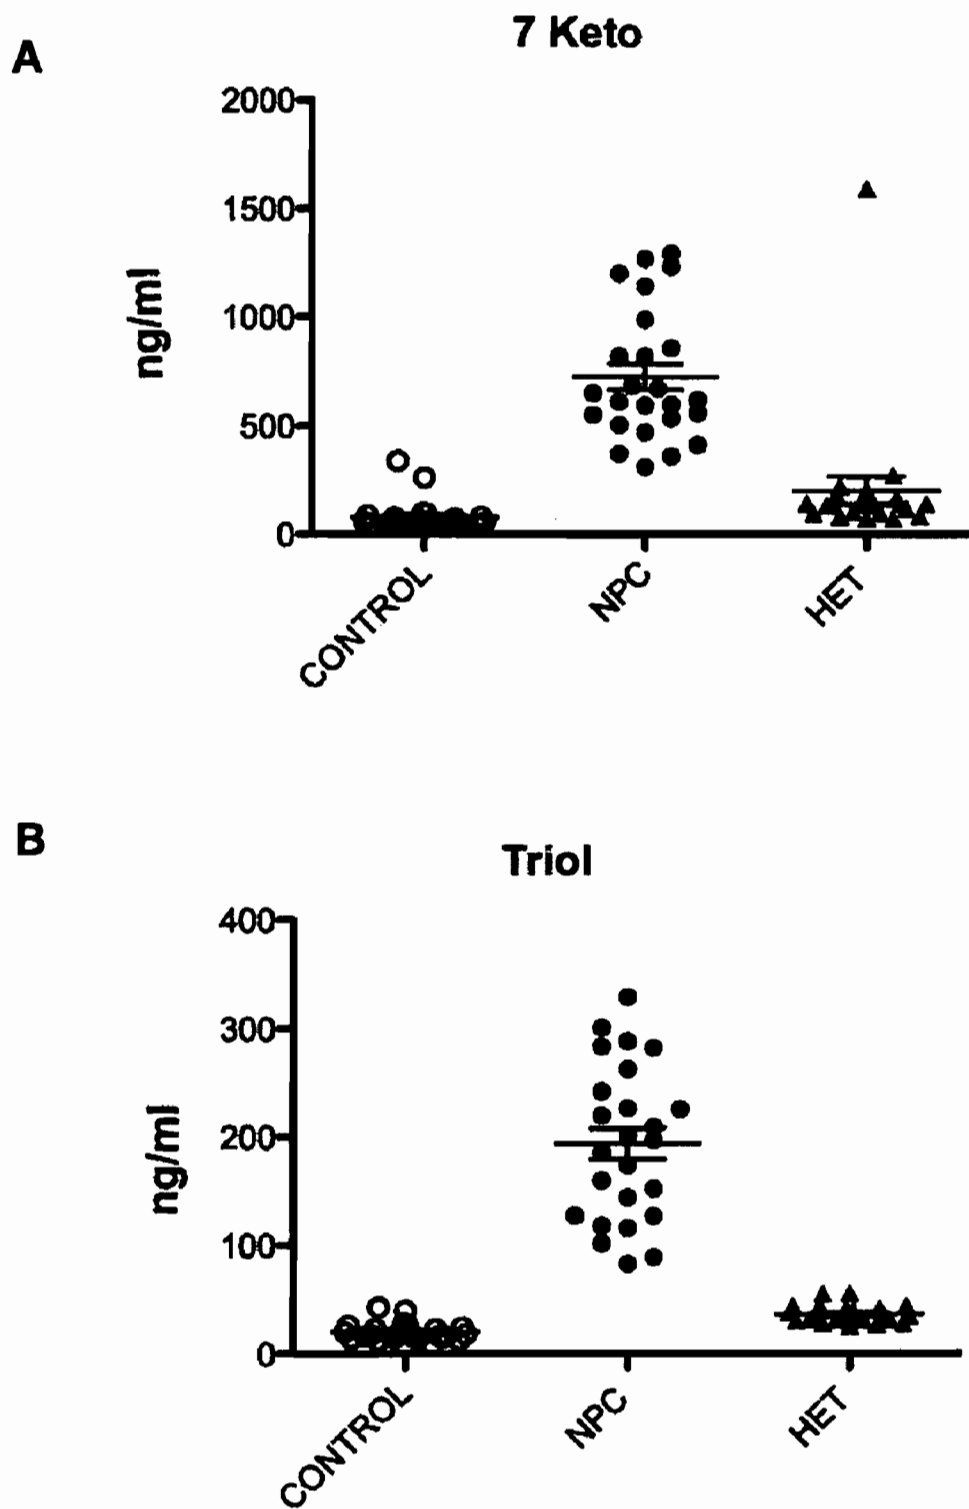 A
7 Keto
2000
1500
1000
500
0
ng/ml
CONTROL
NPC
HET
B
Triol
400
300
200
100
0
ng/ml
CONTROL
NPC
HET